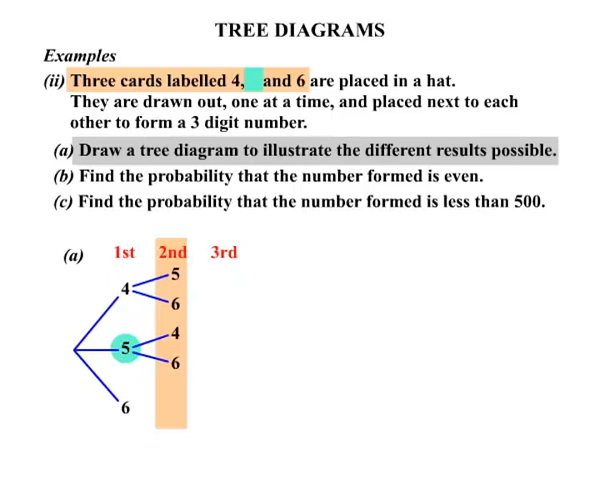 TREE DIAGRAMS
Examples
(ii) Three cards labelled 4, and 6 are placed in a hat.
They are drawn out, one at a time, and placed next to each
other to form a 3 digit number.
(a) Draw a tree diagram to illustrate the different results possible.
(b) Find the probability that the number formed is even.
(c) Find the probability that the number formed is less than 500.
(a) 1st 2nd 3rd
5
4
6
4
5
6
6